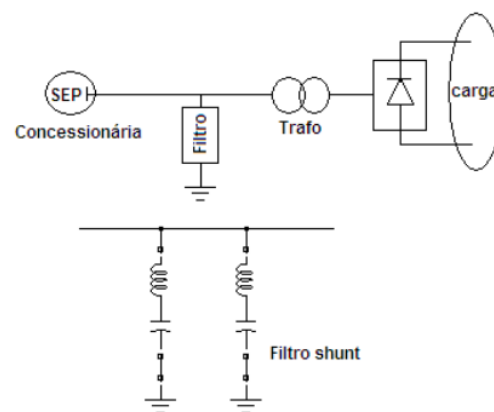 SEP
Concessionária
Filtro
Trafo
carga
Filtro shunt